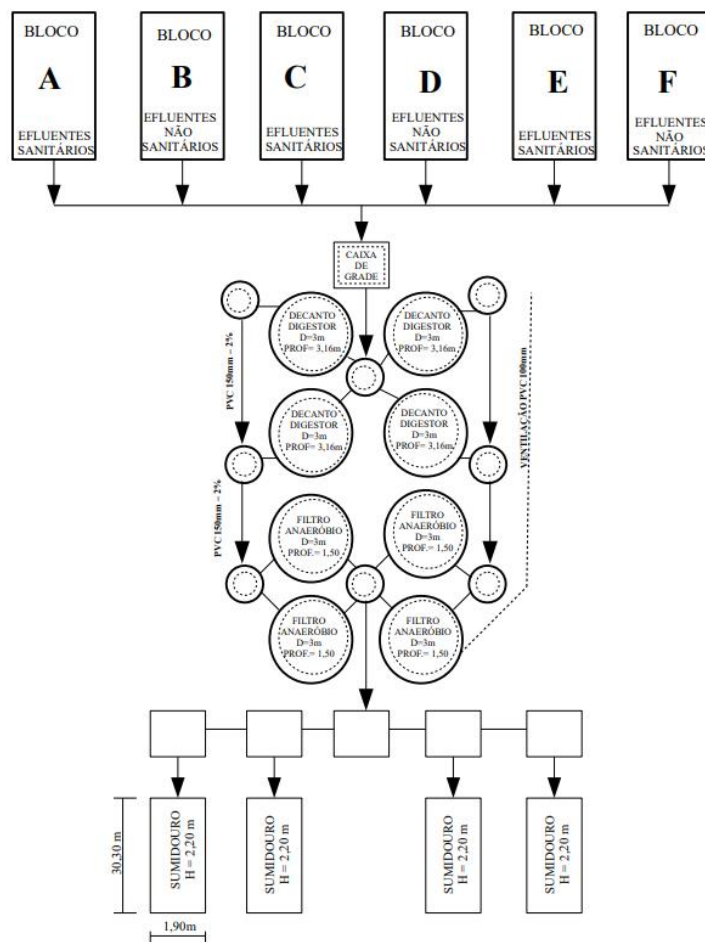 BLOCO
A
EFLUENTES
SANITÁRIOS
BLOCO
B
EFLUENTES
NÃO
SANITÁRIOS
BLOCO
C
EFLUENTES
SANITÁRIOS
BLOCO
D
EFLUENTES
NÃO
SANITÁRIOS
BLOCO
E
EFLUENTES
SANITÁRIOS
BLOCO
F
EFLUENTES
NÃO
SANITÁRIOS
CAIXA
DE
GRADE
DECANTO
DIGESTOR
D=3m
PROF= 3,16m
DECANTO
DIGESTOR
D=3m
PROF= 3,16m
PVC 150mm – 2%
VENTILAÇÃO PVC 100mm
DECANTO
DIGESTOR
D=3m
PROF= 3,16m
DECANTO
DIGESTOR
D=3m
PROF= 3,16m
PVC 150mm – 2%
FILTRO
ANAERÓBIO
D=3m
PROF.= 1,50
FILTRO
ANAERÓBIO
D=3m
PROF.= 1,50
FILTRO
ANAERÓBIO
D=3m
PROF.= 1,50
FILTRO
ANAERÓBIO
D=3m
PROF.= 1,50
30,30 m
SUMIDOURO
H = 2,20 m
SUMIDOURO
H = 2,20 m
SUMIDOURO
H = 2,20 m
SUMIDOURO
H = 2,20 m
1,90m